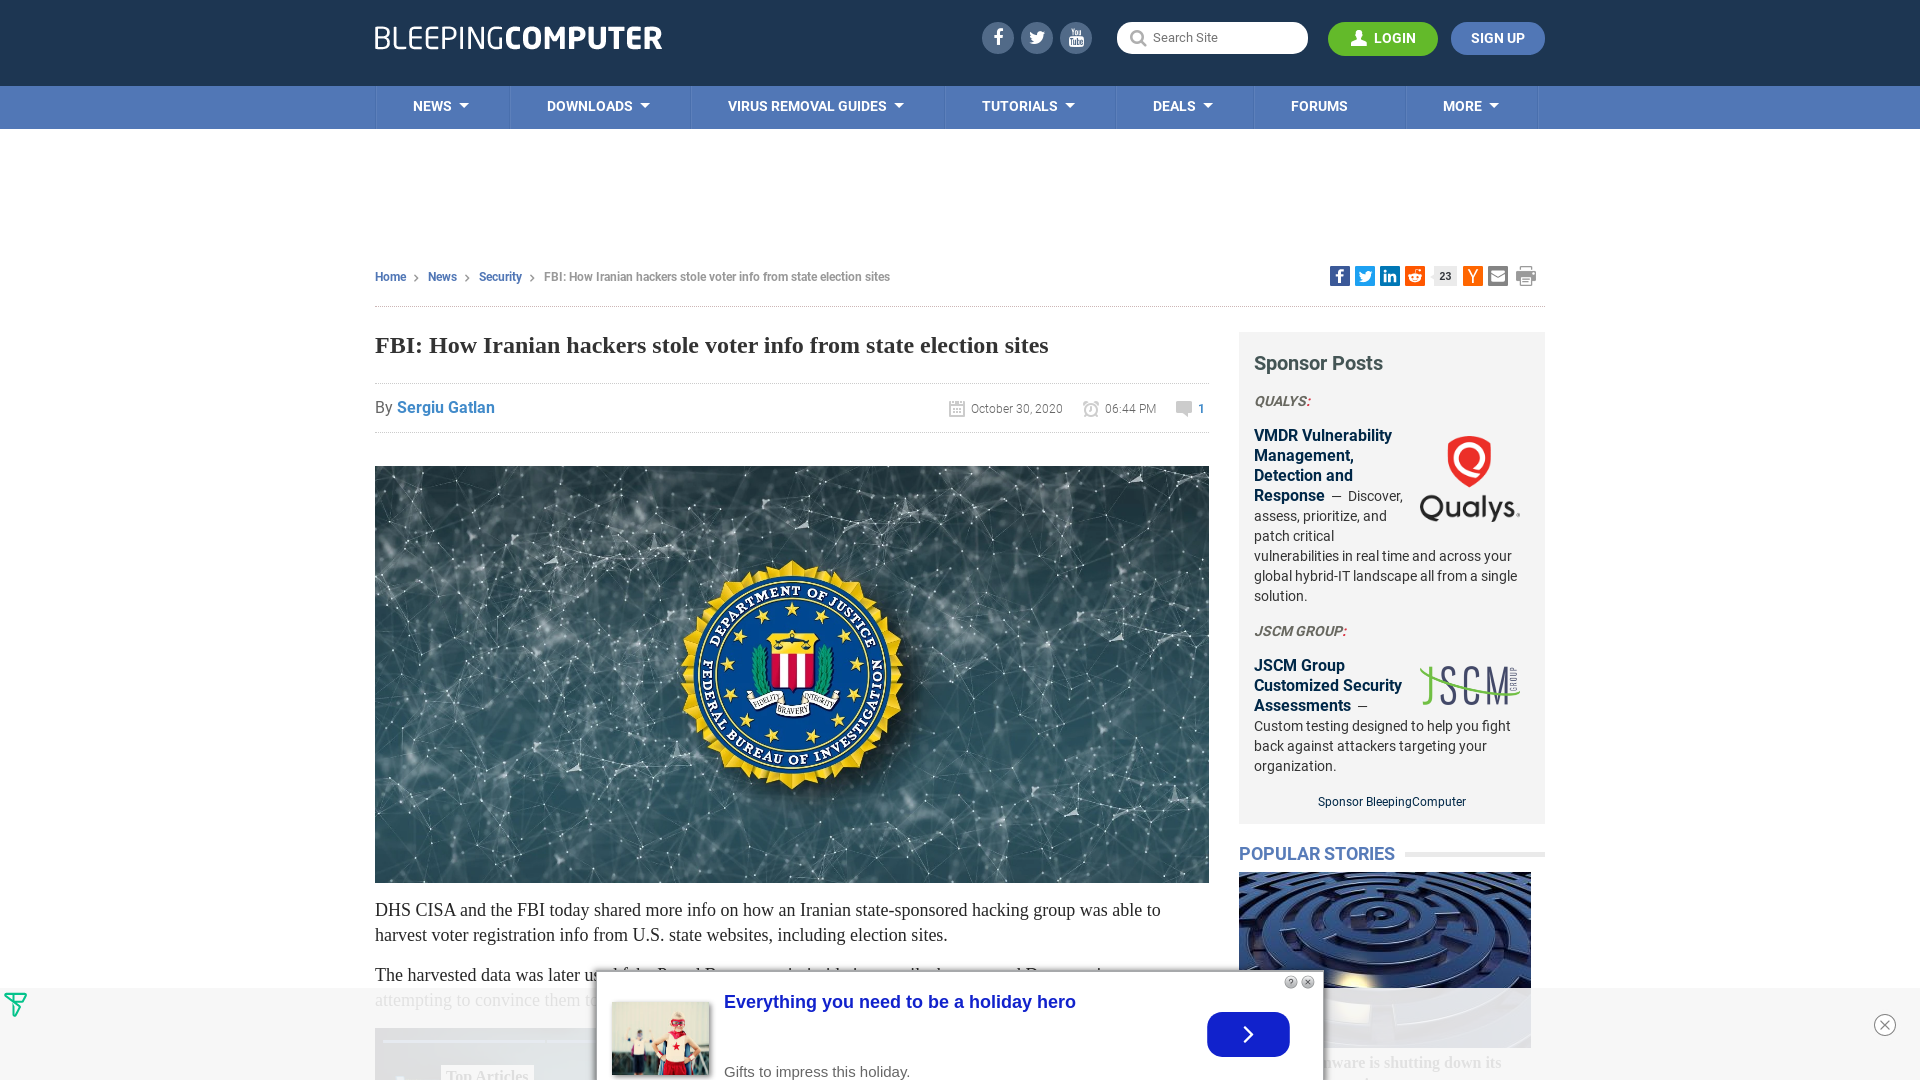 BLEEPINGCOMPUTER
You
Tube
Search Site
LOGIN
SIGN UP
NEWS
DOWNLOADS
VIRUS REMOVAL GUIDES
TUTORIALS
DEALS
FORUMS
MORE
Home
News
Security
FBI: How Iranian hackers stole voter info from state election sites
23
FBI: How Iranian hackers stole voter info from state election sites
By Sergiu Gatlan
October 30, 2020
06:44 PM
1
DEPARTMENT OF JUSTICE
FEDERAL BUREAU OF INVESTIGATION
FIDELITY
BRAVERY
INTEGRITY
DHS CISA and the FBI today shared more info on how an Iranian state-sponsored hacking group was able to
harvest voter registration info from U.S. state websites, including election sites.
The harvested data was later
attempting to convince them
Top Articles
Sponsor Posts
QUALYS:
VMDR Vulnerability
Management,
Detection and
Response — Discover,
assess, prioritize, and
patch critical
vulnerabilities in real time and across your
global hybrid-IT landscape all from a single
solution.
Qualys.
JSCM GROUP:
JSCM Group
Customized Security
Assessments —
Custom testing designed to help you fight
back against attackers targeting your
organization.
JSCM GROUP
Sponsor BleepingComputer
POPULAR STORIES
is shutting down its
Everything you need to be a holiday hero
Gifts to impress this holiday.